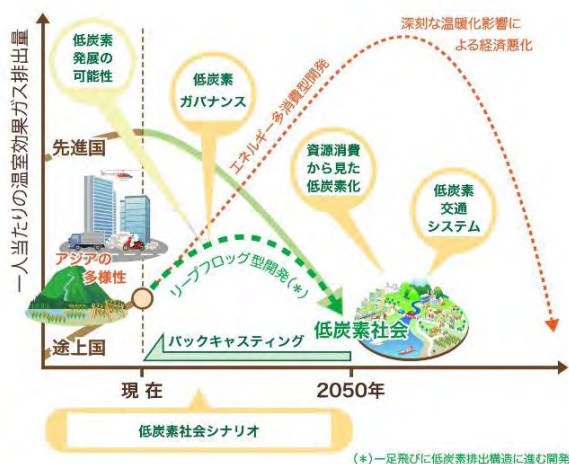 深刻な温暖化影響に
よる経済悪化
低炭素
発展の
可能性
低炭素
ガバナンス
エネルギー多消費型開発
一人当たりの温室効果ガス排出量
先進国
資源消費
から見た
低炭素化
低炭素
交通
システム
アジアの
多様性
リープフロッグ型開発(*)
低炭素社会
途上国
バックキャスティング
現在
2050年
低炭素社会シナリオ
(*)一足飛びに低炭素排出構造に進む開発